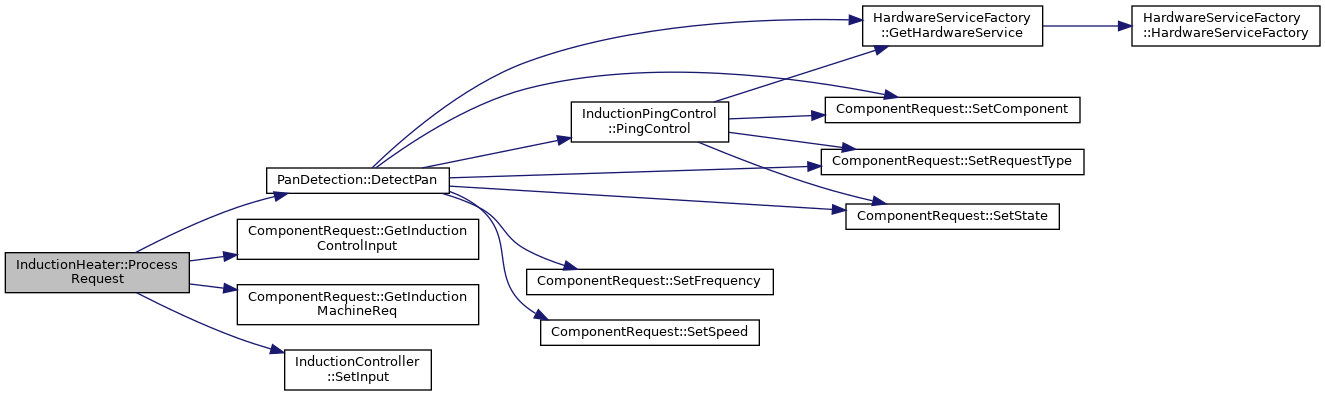 HardwareServiceFactory
::GetHardwareService
HardwareServiceFactory
::HardwareServiceFactory
ComponentRequest::SetComponent
InductionPingControl
::PingControl
ComponentRequest::SetRequestType
PanDetection::DetectPan
ComponentRequest::SetState
ComponentRequest::GetInduction
ControlInput
InductionHeater::Process
Request
ComponentRequest::SetFrequency
ComponentRequest::GetInduction
MachineReq
ComponentRequest::SetSpeed
InductionController
::SetInput